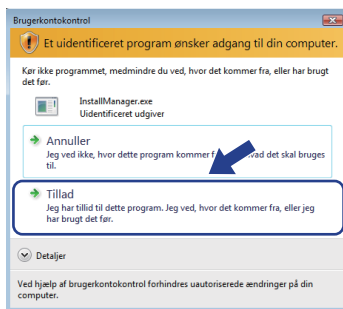 Brugerkontokontrol
Et uidentificeret program ønsker adgang til din computer.
Kør ikke programmet, medmindre du ved, hvor det kommer fra, eller har brugt
det før.
InstallManager.exe
Uidentificeret udgiver
Annuller
Jeg ved ikke, hvor dette program kommer f vad det skal bruges
til.
Tillad
Jeg har tillid til dette program. Jeg ved, hvor det kommer fra, eller jeg
har brugt det før.
Detaljer
Ved hjælp af brugerkontokontrol forhindres uautoriserede ændringer på din
computer.